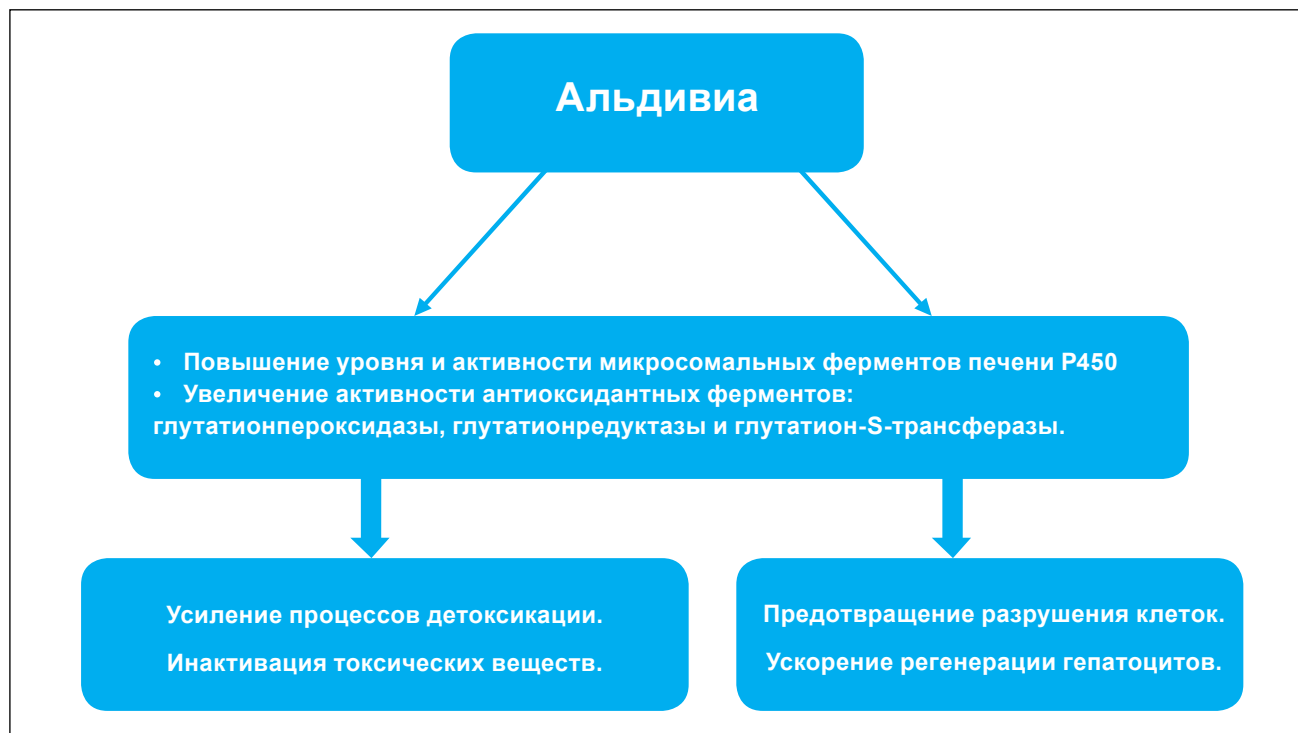 Альдивиа
• Повышение уровня и активности микросомальных ферментов печени P450
• Увеличение активности антиоксидантных ферментов:
глутатионпероксидазы, глутатионредуктазы и глутатион-S-трансферазы.
Усиление процессов детоксикации.
Инактивация токсических веществ.
Предотвращение разрушения клеток.
Ускорение регенерации гепатоцитов.